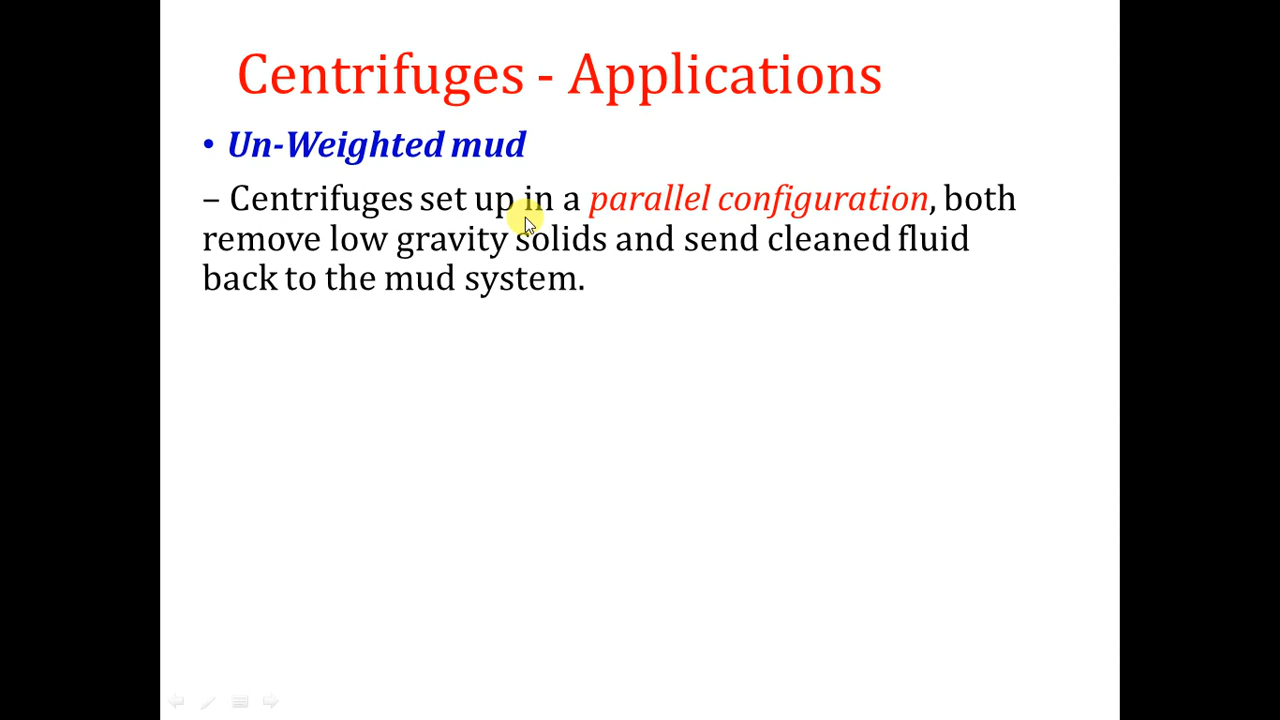 Centrifuges - Applications
• Un-Weighted mud
– Centrifuges set up in a parallel configuration, both
remove low gravity solids and send cleaned fluid
back to the mud system.